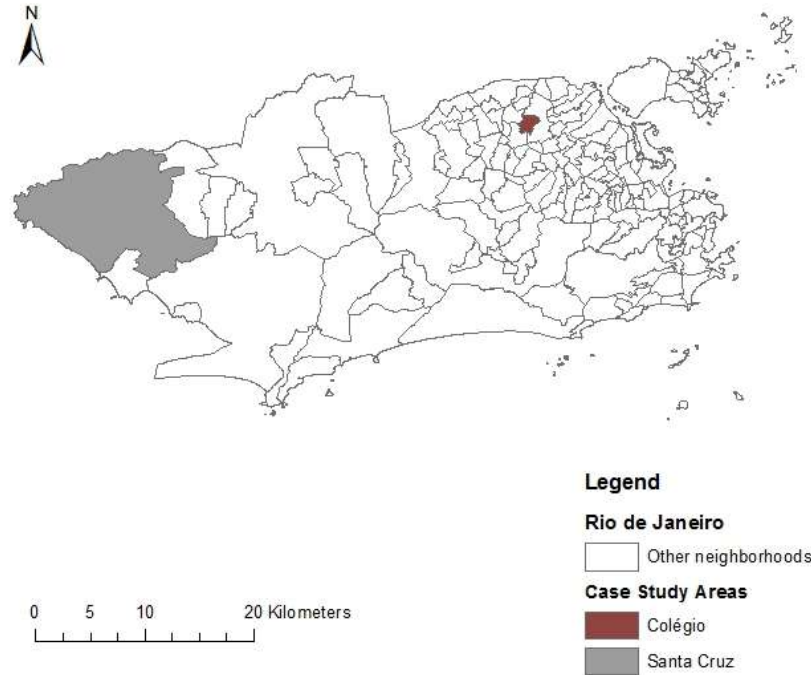 N
Legend
Rio de Janeiro
Other neighborhoods
Case Study Areas
Colégio
Santa Cruz
0 5 10 20 Kilometers